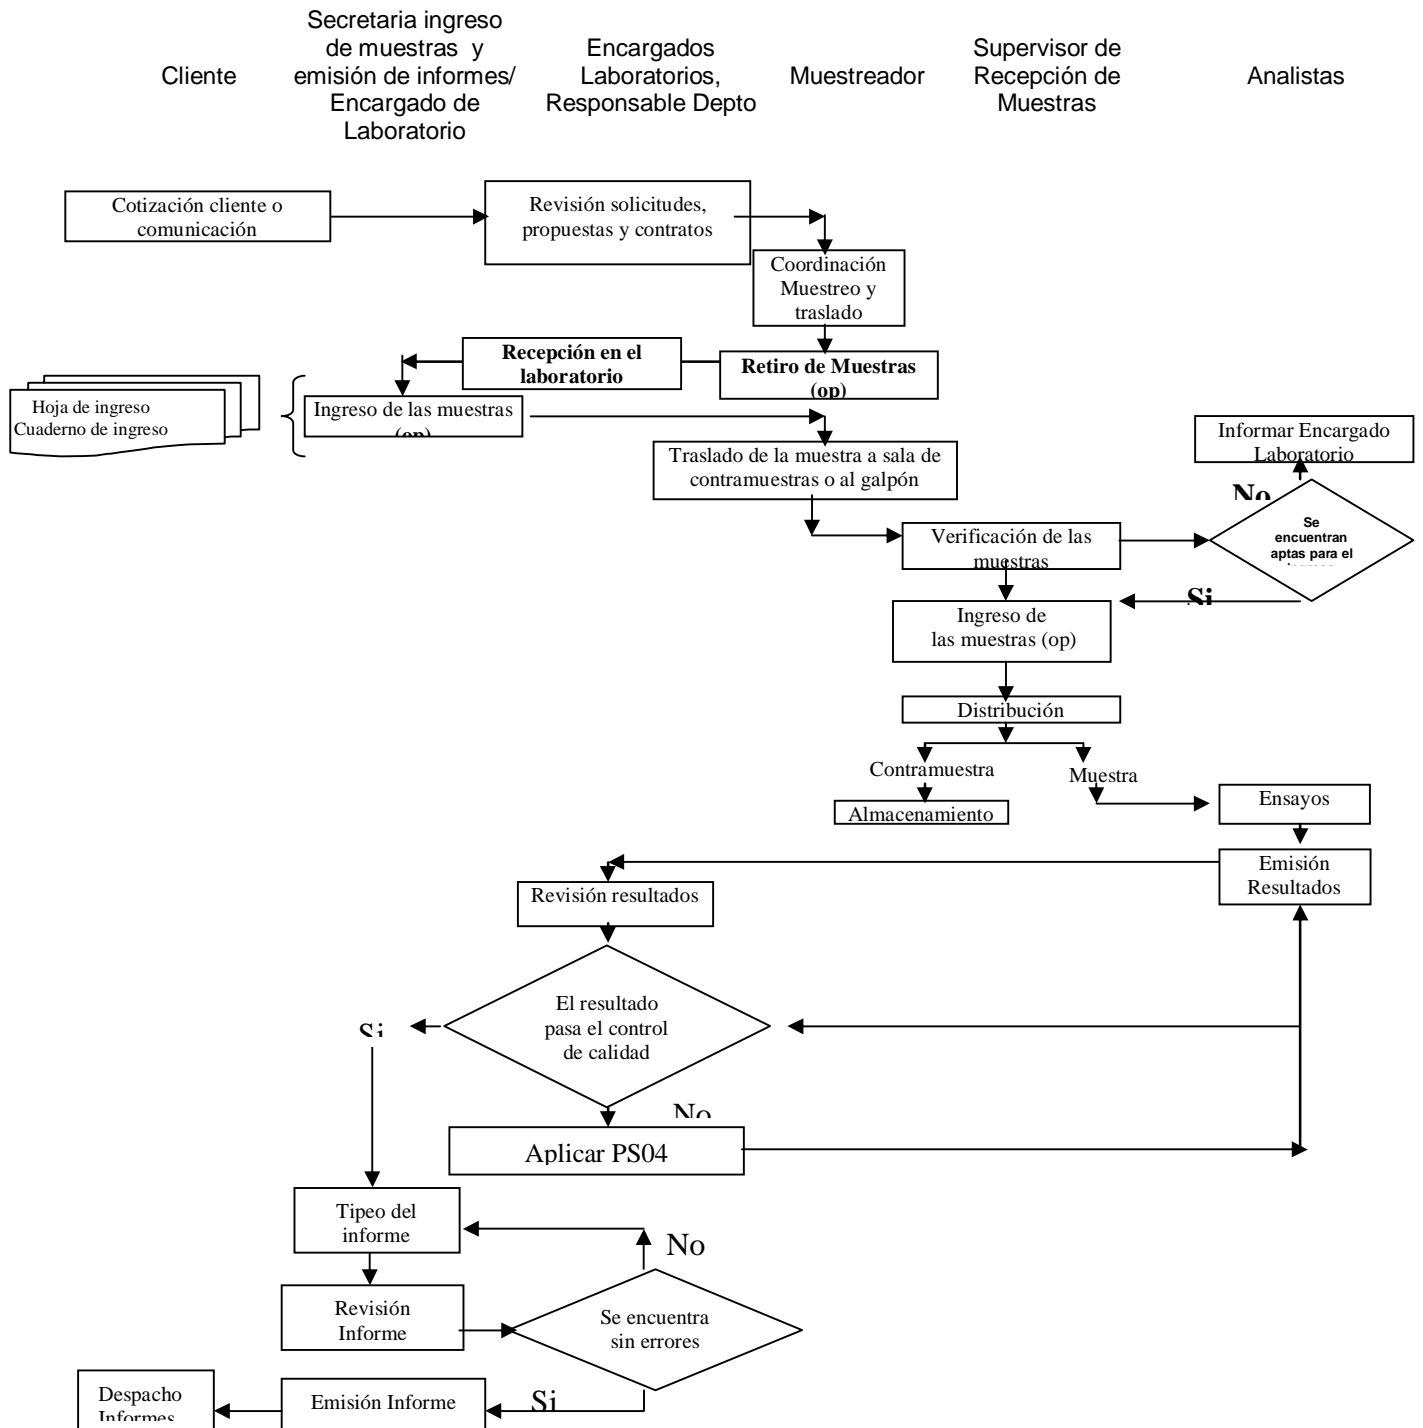 Cliente
Secretaria ingreso
de muestras y
emisión de informes/
Encargado de
Laboratorio
Encargados
Laboratorios,
Responsable Depto
Muestreador
Supervisor de
Recepción de
Muestras
Analistas
Cotización cliente o
comunicación
Revisión solicitudes,
propuestas y contratos
Coordinación
Muestreo y
traslado
Retiro de Muestras
(op)
Recepción en el
laboratorio
Hoja de ingreso
Cuaderno de ingreso
Ingreso de las muestras
(op)
Traslado de la muestra a sala de
contramuestras o al galpón
Verificación de las
muestras
Informar Encargado
Laboratorio
No
Se
encuentran
aptas para el
Si
Ingreso de
las muestras (op)
Distribución
Contramuestra
Muestra
Almacenamiento
Ensayos
Emisión
Resultados
Revisión resultados
El resultado
pasa el control
de calidad
Si
No
Aplicar PS04
Tipeo del
informe
No
Revisión
Informe
Se encuentra
sin errores
Si
Emisión Informe
Despacho
Informes